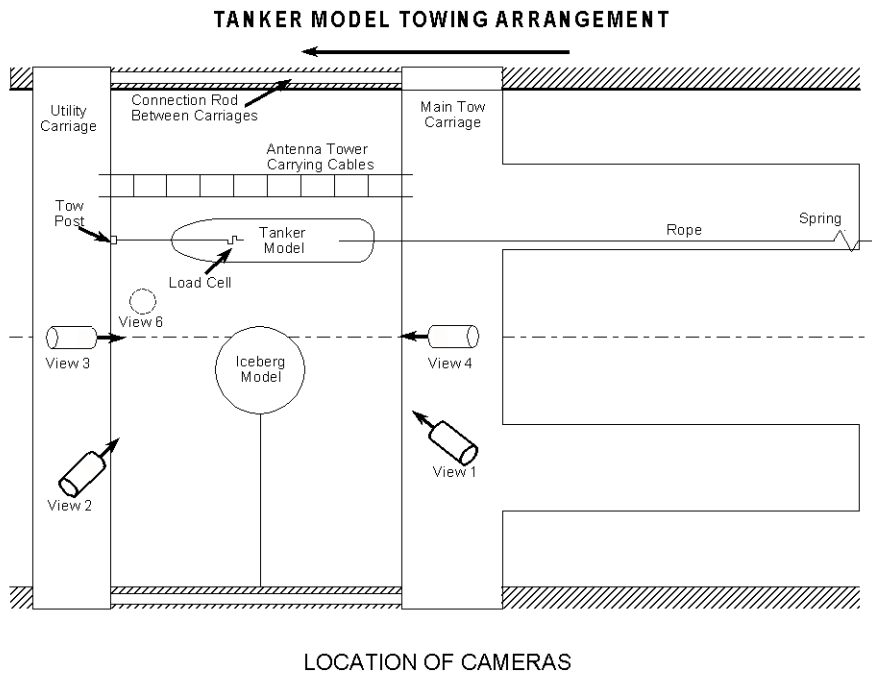 TANKER MODEL TOWING ARRANGEMENT
Connection Rod
Between Carriages
Utility
Carriage
Main Tow
Carriage
Antenna Tower
Carrying Cables
Tow
Post
Tanker
Model
Rope
Spring
Load Cell
View 6
View 3
Iceberg
Model
View 4
View 1
View 2
LOCATION OF CAMERAS